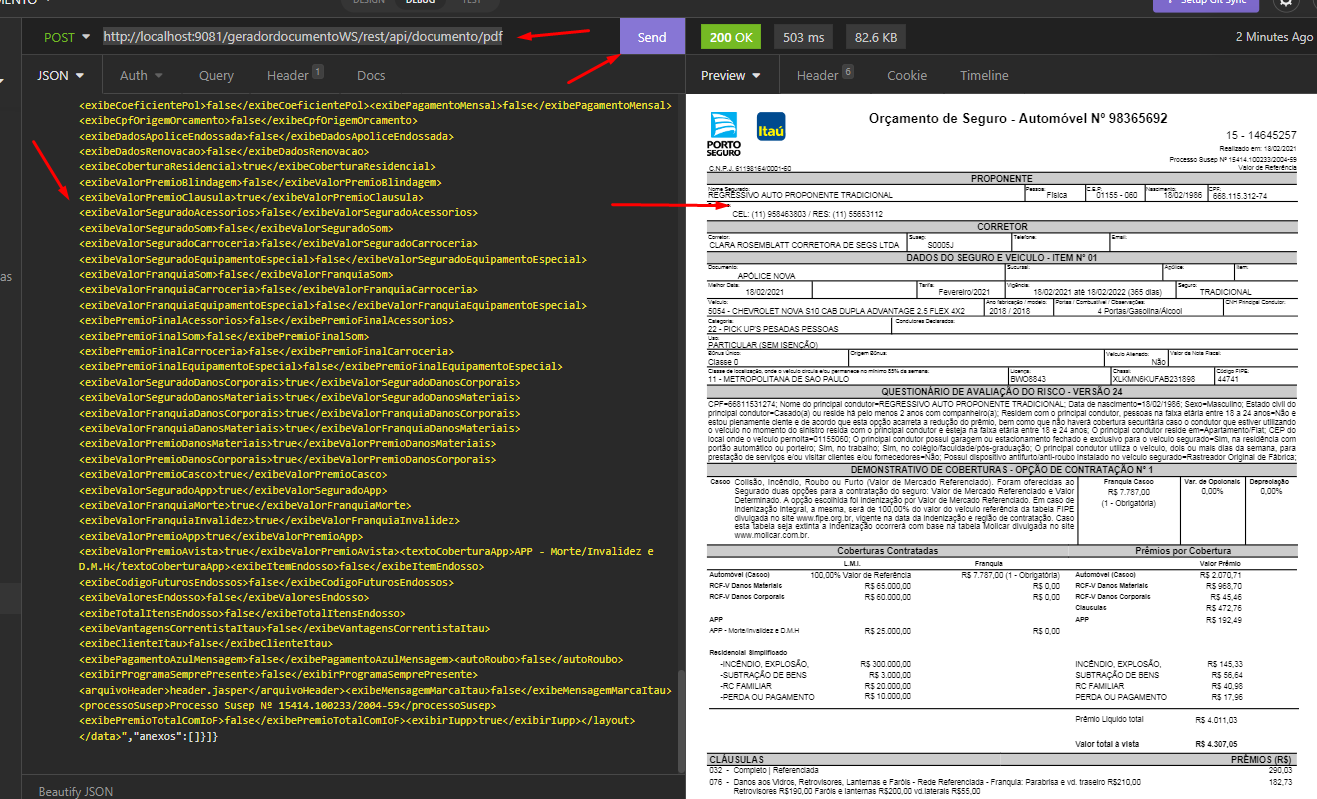 DESIGN DEBUG TEST
Setup Git Sync
POST http://localhost:9081/geradordocumentoWS/rest/api/documento/pdf Send
200 OK 503 ms 82.6 KB 2 Minutes Ago
JSON Auth Query Header 1 Docs
Preview Header 6 Cookie Timeline
<exibeCoeficientePol>false</exibeCoeficientePol><exibePagamentoMensal>false</exibePagamentoMensal>
<exibeCpfOrigemOrcamento>false</exibeCpfOrigemOrcamento>
<exibeDadosApoliceEndossada>false</exibeDadosApoliceEndossada>
<exibeDadosRenovacao>false</exibeDadosRenovacao>
<exibeCoberturaResidencial>true</exibeCoberturaResidencial>
<exibeValorPremioBlindagem>false</exibeValorPremioBlindagem>
<exibeValorPremioClausula>true</exibeValorPremioClausula>
<exibeValorSeguradoAcessorios>false</exibeValorSeguradoAcessorios>
<exibeValorSeguradoSom>false</exibeValorSeguradoSom>
<exibeValorSeguradoCarroceria>false</exibeValorSeguradoCarroceria>
<exibeValorSeguradoEquipamentoEspecial>false</exibeValorSeguradoEquipamentoEspecial>
<exibeValorFranquiaSom>false</exibeValorFranquiaSom>
<exibeValorFranquiaCarroceria>false</exibeValorFranquiaCarroceria>
<exibeValorFranquiaEquipamentoEspecial>false</exibeValorFranquiaEquipamentoEspecial>
<exibePremioFinalAcessorios>false</exibePremioFinalAcessorios>
<exibePremioFinalSom>false</exibePremioFinalSom>
<exibePremioFinalCarroceria>false</exibePremioFinalCarroceria>
<exibePremioFinalEquipamentoEspecial>false</exibePremioFinalEquipamentoEspecial>
<exibeValorSeguradoDanosCorporais>true</exibeValorSeguradoDanosCorporais>
<exibeValorSeguradoDanosMateriais>true</exibeValorSeguradoDanosMateriais>
<exibeValorFranquiaDanosCorporais>true</exibeValorFranquiaDanosCorporais>
<exibeValorFranquiaDanosMateriais>true</exibeValorFranquiaDanosMateriais>
<exibeValorPremioDanosMateriais>true</exibeValorPremioDanosMateriais>
<exibeValorPremioDanosCorporais>true</exibeValorPremioDanosCorporais>
<exibeValorPremioCasco>true</exibeValorPremioCasco>
<exibeValorSeguradoApp>true</exibeValorSeguradoApp>
<exibeValorFranquiaMorte>true</exibeValorFranquiaMorte>
<exibeValorFranquiaInvalidez>true</exibeValorFranquiaInvalidez>
<exibeValorPremioApp>true</exibeValorPremioApp>
<exibeValorPremioAvista>true</exibeValorPremioAvista><textoCoberturaApp>APP - Morte/Invalidez e
D.M.H</textoCoberturaApp><exibeItemEndosso>false</exibeItemEndosso>
<exibeCodigoFuturosEndossos>false</exibeCodigoFuturosEndossos>
<exibeValoresEndosso>false</exibeValoresEndosso>
<exibeTotalItensEndosso>false</exibeTotalItensEndosso>
<exibeVantagensCorrentistaItau>false</exibeVantagensCorrentistaItau>
<exibeClienteItau>false</exibeClienteItau>
<exibePagamentoAzulMensagem>false</exibePagamentoAzulMensagem><autoRoubo>false</autoRoubo>
<exibirProgramaSemprePresente>false</exibirProgramaSemprePresente>
<arquivoHeader>header.jasper</arquivoHeader><exibeMensagemMarcaItau>false</exibeMensagemMarcaItau>
<processoSusep>Processo Susep Nº 15414.100233/2004-59</processoSusep>
<exibePremioTotalComIoF>false</exibePremioTotalComIoF><exibirIupp>true</exibirIupp></layout>
</data>","anexos":[]}]}
Beautify JSON
PORTO
SEGURO
Itaú
Orçamento de Seguro - Automóvel Nº 98365692
15 - 14645257
Realizado em: 18/02/2021
Processo Susep Nº 15414.100233/2004-59
C.N.P.J. 61198164/0001-60 Valor de Referência
PROPONENTE
Nome Segurado: Pessoa: C.E.P. Nascimento: CPF:
REGRESSIVO AUTO PROPONENTE TRADICIONAL Física 01155 - 060 18/02/1986 668.115.312-74
CEL: (11) 958463803 / RES: (11) 55653112
CORRETOR
Corretor: Susep: Telefone: Email:
CLARA ROSEMBLATT CORRETORA DE SEGS LTDA S0005J
DADOS DO SEGURO E VEICULO - ITEM Nº 01
Documento: Sucursal: Apólice: Item:
APÓLICE NOVA
Melhor Data: Tarifa: Vigência: Seguro:
18/02/2021 Fevereiro/2021 18/02/2021 até 18/02/2022 (365 dias) TRADICIONAL
Veículo: Ano fabricação / modelo: Portas / Combustível / Observações: CNH Principal Condutor:
5054 - CHEVROLET NOVA S10 CAB DUPLA ADVANTAGE 2.5 FLEX 4X2 2018 / 2018 4 Portas/Gasolina/Álcool
Categoria: Condutores Declarados:
22 - PICK UP'S PESADAS PESSOAS
Uso:
PARTICULAR (SEM ISENÇÃO)
Bônus Único: Origem Bônus: Veículo Alienado: Valor da Nota Fiscal:
Classe 0 Não
Classe de localização, onde o veículo circula e/ou permanece no mínimo 85% da semana: Licença: Chassi: Código FIPE:
11 - METROPOLITANA DE SAO PAULO BWO8843 XLKMN6KUFAB231898 44741
QUESTIONÁRIO DE AVALIAÇÃO DO RISCO - VERSÃO 24
CPF=66811531274; Nome do principal condutor=REGRESSIVO AUTO PROPONENTE TRADICIONAL; Data de nascimento=18/02/1986; Sexo=Masculino; Estado civil do
principal condutor=Casado(a) ou reside há pelo menos 2 anos com companheiro(a); Residem com o principal condutor, pessoas na faixa etária entre 18 a 24 anos=Não e
estou plenamente ciente e de acordo que esta opção acarreta a redução do prêmio, bem como que não haverá cobertura securitária caso o condutor que estiver utilizando
o veículo no momento do sinistro resida com o principal condutor e esteja na faixa etária entre 18 e 24 anos; O principal condutor reside em=Apartamento/Flat; CEP do
local onde o veículo pernoita=01155060; O principal condutor possui garagem ou estacionamento fechado e exclusivo para o veículo segurado=Sim, na residência com
portão automático ou porteiro; Sim, no trabalho; Sim, no colégio/faculdade/pós-graduação; O principal condutor utiliza o veículo, dois ou mais dias da semana, para
prestação de serviços e/ou visitar clientes e/ou fornecedores=Não; Possui dispositivo antifurto/anti-roubo instalado no veículo segurado=Rastreador Original de Fábrica;
DEMONSTRATIVO DE COBERTURAS - OPÇÃO DE CONTRATAÇÃO Nº 1
Casco Colisão, Incêndio, Roubo ou Furto (Valor de Mercado Referenciado). Foram oferecidas ao
Segurado duas opções para a contratação do seguro: Valor de Mercado Referenciado e Valor
Determinado. A opção escolhida foi Indenização por Valor de Mercado Referenciado. Em caso de
indenização integral, a mesma, será de 100,00% do valor do veículo referência da tabela FIPE
divulgada no site www.fipe.org.br, vigente na data da indenização e região de contratação. Caso
esta tabela seja extinta a indenização ocorrerá com base na tabela Molicar divulgada no site
www.molicar.com.br.
Franquia Casco Var. de Opcionais Depreciação
R$ 7.787,00 0,00% 0,00%
(1 - Obrigatória)
Coberturas Contratadas Prêmios por Cobertura
L.M.I. Franquia Valor Prêmio
Automóvel (Casco) 100,00% Valor de Referência R$ 7.787,00 (1 - Obrigatória) Automóvel (Casco) R$ 2.070,71
RCF-V Danos Materiais R$ 65.000,00 R$ 0,00 RCF-V Danos Materiais R$ 968,70
RCF-V Danos Corporais R$ 60.000,00 R$ 0,00 RCF-V Danos Corporais R$ 45,46
Clausulas R$ 472,76
APP APP R$ 192,49
APP - Morte/Invalidez e D.M.H R$ 25.000,00 R$ 0,00
Residencial Simplificado
-INCÊNDIO, EXPLOSÃO, R$ 300.000,00 INCÊNDIO, EXPLOSÃO, R$ 145,33
-SUBTRAÇÃO DE BENS R$ 3.000,00 SUBTRAÇÃO DE BENS R$ 56,64
-RC FAMILIAR R$ 20.000,00 RC FAMILIAR R$ 40,98
-PERDA OU PAGAMENTO R$ 10.000,00 PERDA OU PAGAMENTO R$ 17,96
Prêmio Líquido total R$ 4.011,03
Valor total à vista R$ 4.307,05
CLÁUSULAS PRÊMIOS (R$)
032 - Completo | Referenciada 290,03
076 - Danos aos Vidros, Retrovisores, Lanternas e Faróis - Rede Referenciada - Franquia: Parabrisa e vd. traseiro R$210,00 182,73
Retrovisores R$190,00 Faróis e lanternas R$200,00 vd.laterais R$55,00